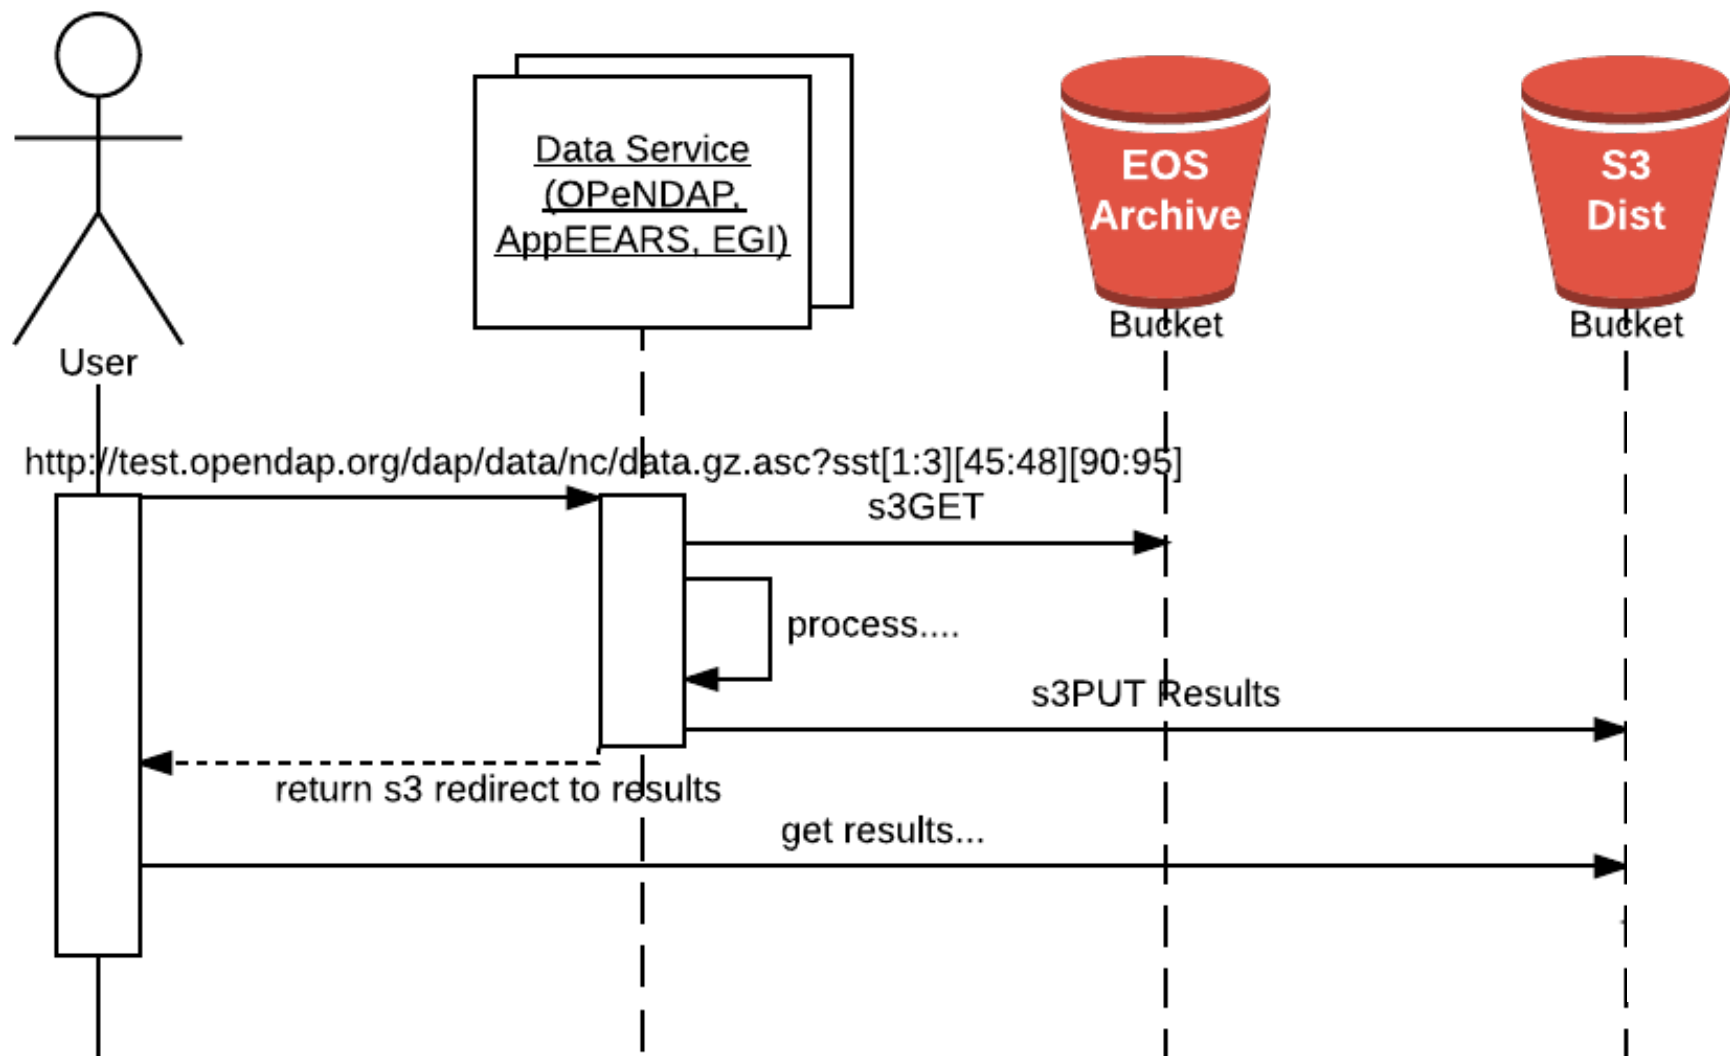 Data Service
(OPeNDAP,
AppEEARS, EGI)
EOS
Archive
S3
Dist
Bucket
Bucket
User
http://test.opendap.org/dap/data/nc/data.gz.asc?sst[1:3][45:48][90:95]
s3GET
process....
s3PUT Results
return s3 redirect to results
get results...